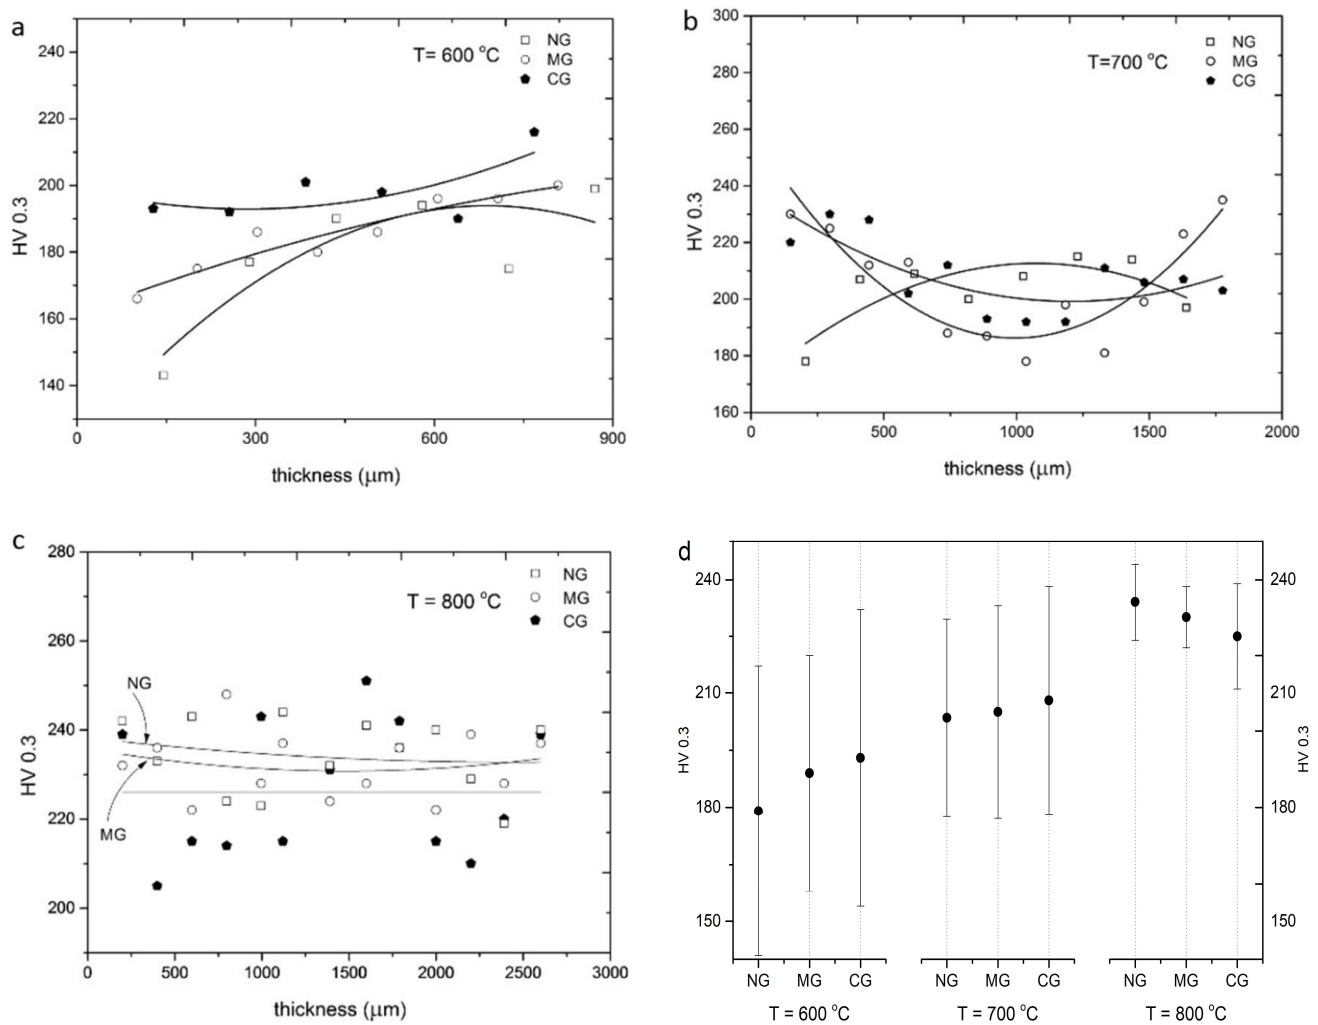 a
T= 600 °C
NG
MG
CG
240
220
200
180
160
140
HV 0.3
0
300
600
900
thickness (μm)
b
T=700 °C
NG
MG
CG
300
280
260
240
220
200
180
160
HV 0.3
0
500
1000
1500
2000
thickness (μm)
c
T = 800 °C
NG
MG
CG
280
260
240
220
200
HV 0.3
NG
MG
0
500
1000
1500
2000
2500
3000
thickness (μm)
d
240
210
180
150
HV 0.3
240
210
180
150
HV 0.3
NG
MG
CG
NG
MG
CG
NG
MG
CG
T = 600 °C
T = 700 °C
T = 800 °C